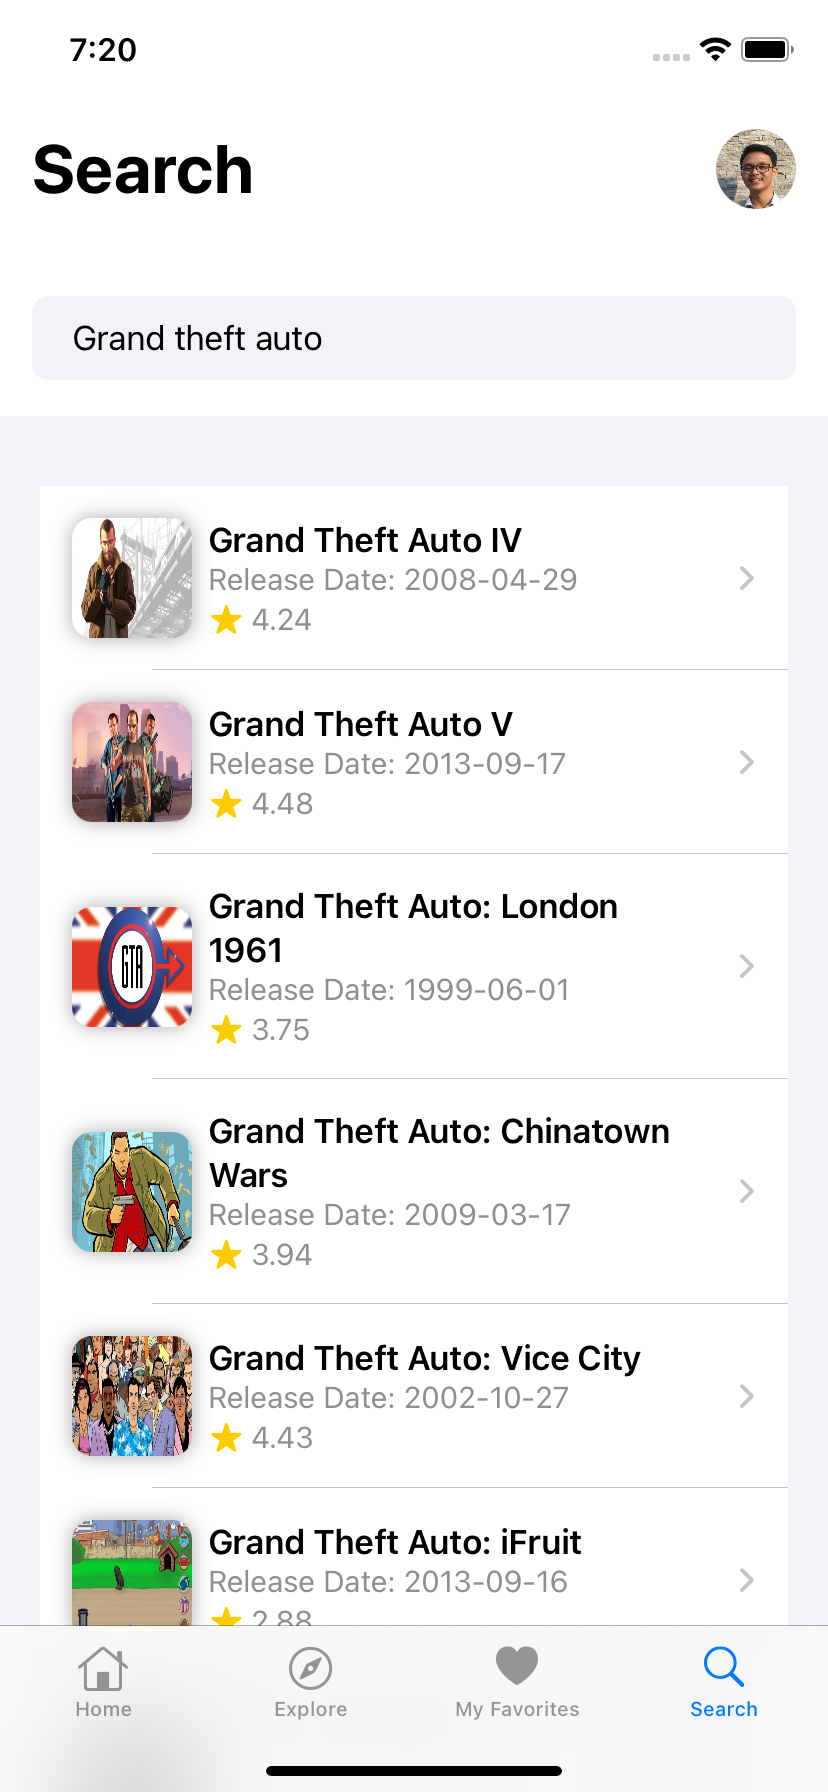 7:20
Search
Grand theft auto
Grand Theft Auto IV
Release Date: 2008-04-29
4.24
Grand Theft Auto V
Release Date: 2013-09-17
4.48
GTA
Grand Theft Auto: London
1961
Release Date: 1999-06-01
3.75
Grand Theft Auto: Chinatown
Wars
Release Date: 2009-03-17
3.94
Grand Theft Auto: Vice City
Release Date: 2002-10-27
4.43
Grand Theft Auto: iFruit
Release Date: 2013-09-16
2.88
Home
Explore
My Favorites
Search